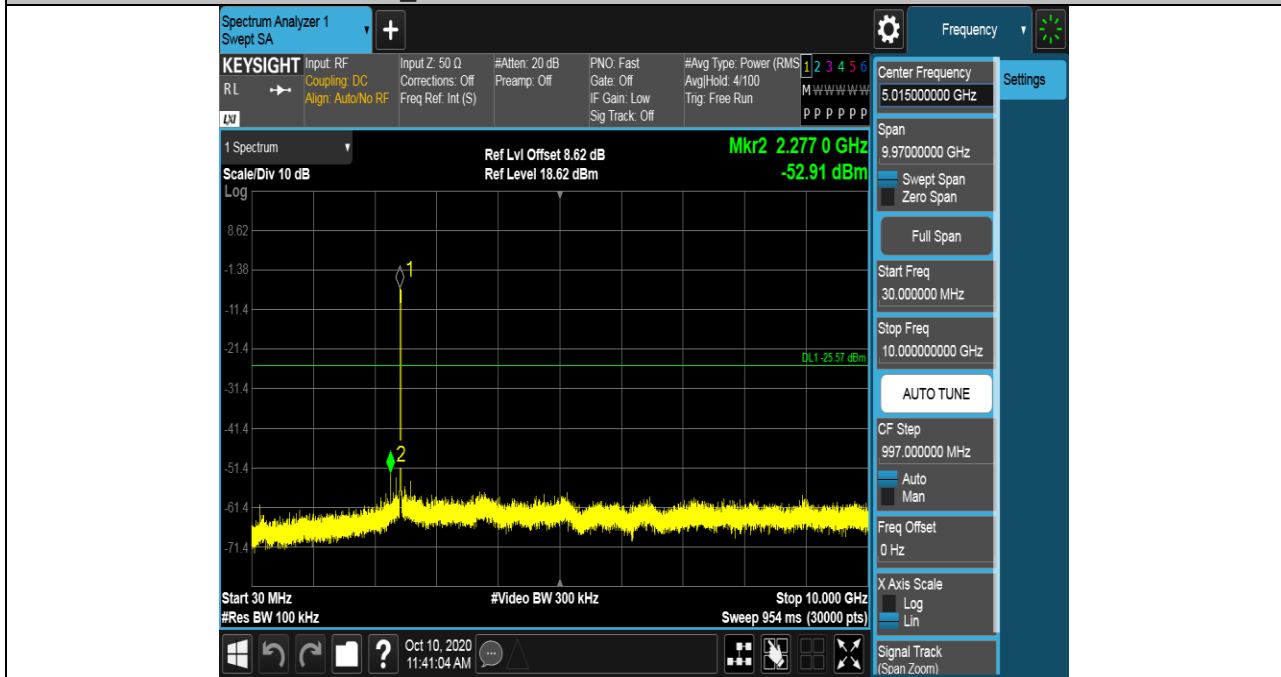 Spectrum Analyzer 1
Swept SA
+
Frequency
KEYSIGHT
RL
LXI
Input: RF
Coupling: DC
Align: Auto/No RF
Input Z: 50 Ω
Corrections: Off
Freq Ref: Int (S)
#Atten: 20 dB
Preamp: Off
PNO: Fast
Gate: Off
IF Gain: Low
Sig Track: Off
#Avg Type: Power (RMS
Avg|Hold: 4/100
Trig: Free Run
1 2 3 4 5 6
M W W W W W
P P P P P P
1 Spectrum
Scale/Div 10 dB
Ref Lvl Offset 8.62 dB
Ref Level 18.62 dBm
Mkr2 2.277 0 GHz
-52.91 dBm
Log
8.62
-1.38
-11.4
-21.4
-31.4
-41.4
-51.4
-61.4
-71.4
1
2
DL1 -25.57 dBm
Start 30 MHz
#Res BW 100 kHz
#Video BW 300 kHz
Stop 10.000 GHz
Sweep 954 ms (30000 pts)
?
Oct 10, 2020
11:41:04 AM
Center Frequency
5.015000000 GHz
Settings
Span
9.97000000 GHz
Swept Span
Zero Span
Full Span
Start Freq
30.000000 MHz
Stop Freq
10.000000000 GHz
AUTO TUNE
CF Step
997.000000 MHz
Auto
Man
Freq Offset
0 Hz
X Axis Scale
Log
Lin
Signal Track
(Span Zoom)